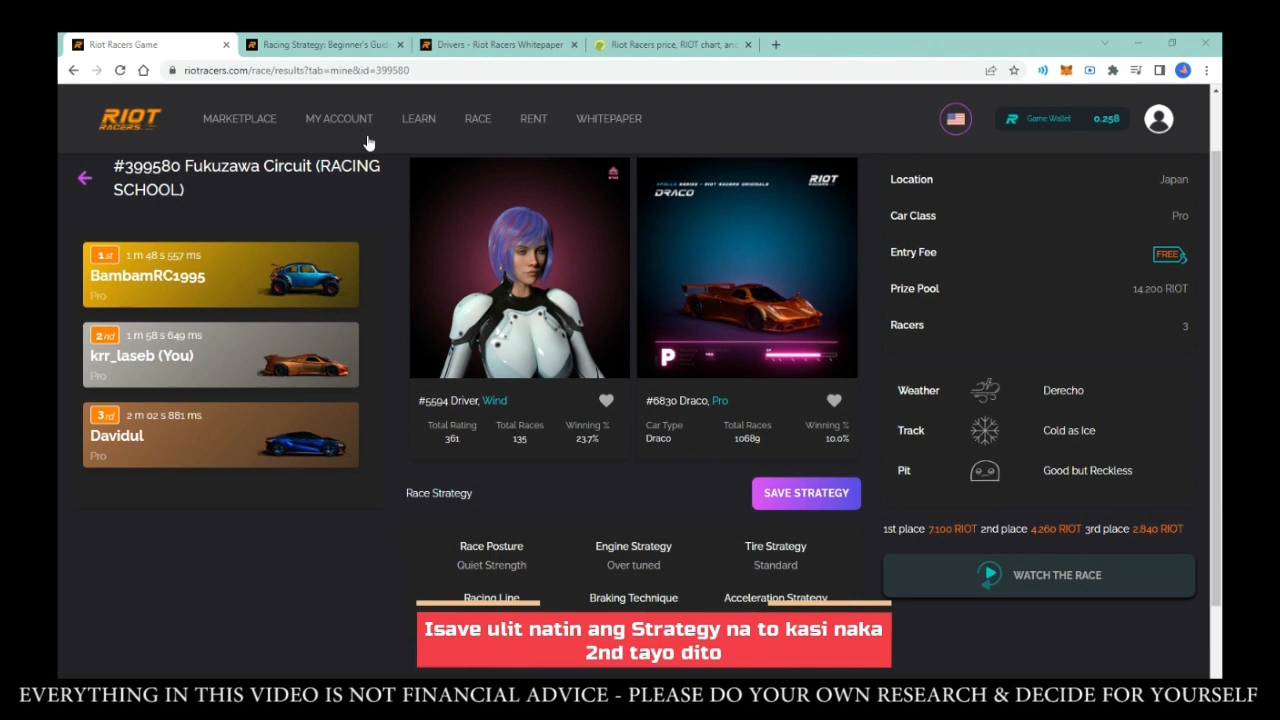 Riot Racers Game
Racing Strategy: Beginner's Guid
Drivers - Riot Racers Whitepaper
Riot Racers price, RIOT chart, an
riotracers.com/race/results?tab=mine&id=399580
RIOT
RACERS
MARKETPLACE
MY ACCOUNT
LEARN
RACE
RENT
WHITEPAPER
Game Wallet 0.258
#399580 Fukuzawa Circuit (RACING
SCHOOL)
1st 1 m 48 s 557 ms
BambamRC1995
Pro
2nd 1 m 58 s 649 ms
krr_laseb (You)
Pro
3rd 2 m 02 s 881 ms
Davidul
Pro
#5594 Driver, Wind
Total Rating Total Races Winning %
361 135 23.7%
APOLLO SERIES - RIOT RACERS ORIGINALS
DRACO
RIOT
RACERS
P
#6830 Draco, Pro
Car Type Total Races Winning %
Draco 10689 10.0%
Race Strategy
SAVE STRATEGY
Race Posture Engine Strategy Tire Strategy
Quiet Strength Over tuned Standard
Racing Line Braking Technique Acceleration Strategy
Location Japan
Car Class Pro
Entry Fee FREE
Prize Pool 14.200 RIOT
Racers 3
Weather Derecho
Track Cold as Ice
Pit Good but Reckless
1st place 7.100 RIOT 2nd place 4.260 RIOT 3rd place 2.840 RIOT
WATCH THE RACE
Isave ulit natin ang Strategy na to kasi naka
2nd tayo dito
EVERYTHING IN THIS VIDEO IS NOT FINANCIAL ADVICE - PLEASE DO YOUR OWN RESEARCH & DECIDE FOR YOURSELF